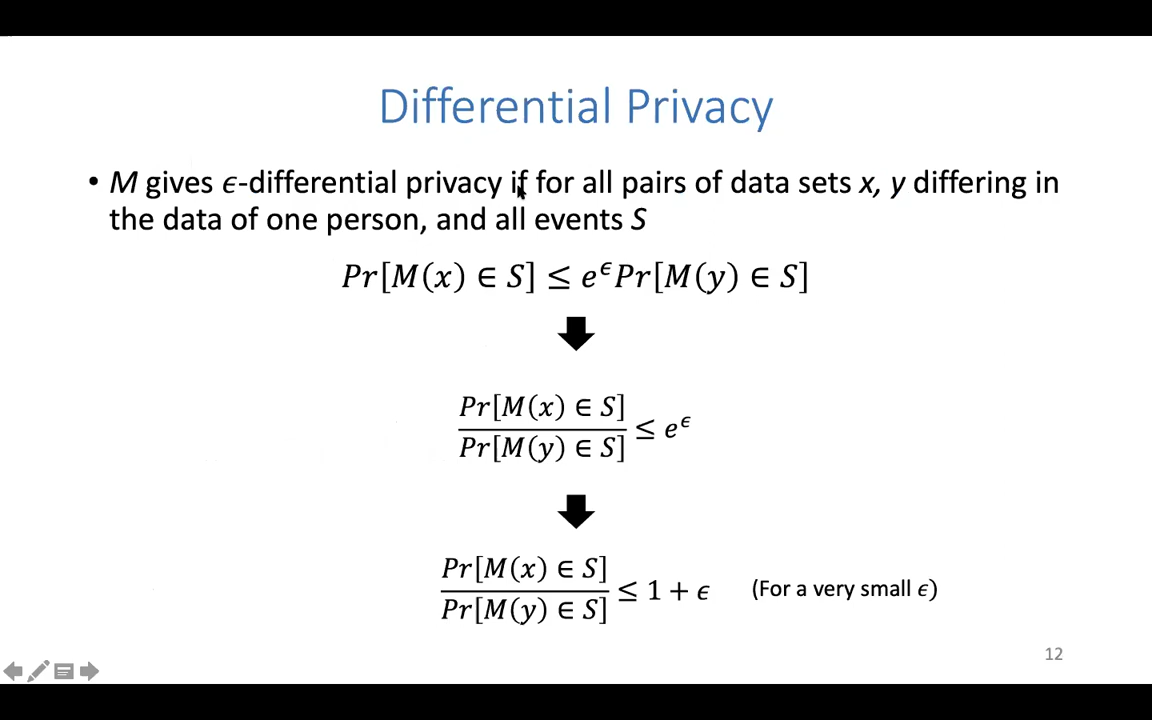 Differential Privacy
• M gives ϵ-differential privacy if for all pairs of data sets x, y differing in
the data of one person, and all events S
Pr[M(x) ∈ S] ≤ e^ϵ Pr[M(y) ∈ S]
Pr[M(x) ∈ S]
Pr[M(y) ∈ S] ≤ e^ϵ
Pr[M(x) ∈ S]
Pr[M(y) ∈ S] ≤ 1 + ϵ (For a very small ϵ)
12